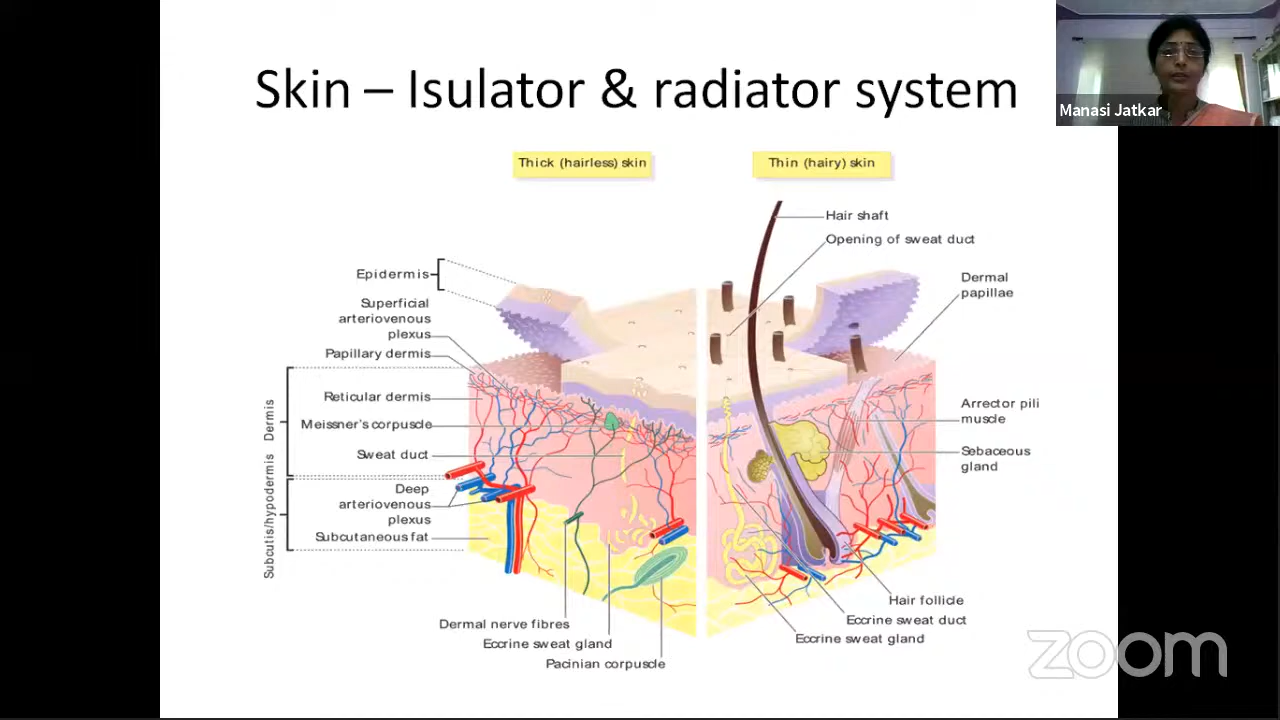 Skin – Isulator & radiator system
Manasi Jatkar
Thick (hairless) skin
Thin (hairy) skin
Epidermis
Superficial
arteriovenous
plexus
Papillary dermis
Dermis
Reticular dermis
Meissner's corpuscle
Sweat duct
Subcutis/hypodermis
Deep
arteriovenous
plexus
Subcutaneous fat
Dermal nerve fibres
Eccrine sweat gland
Pacinian corpuscle
Hair shaft
Opening of sweat duct
Dermal
papillae
Arrector pili
muscle
Sebaceous
gland
Hair follicle
Eccrine sweat duct
Eccrine sweat gland
zoom